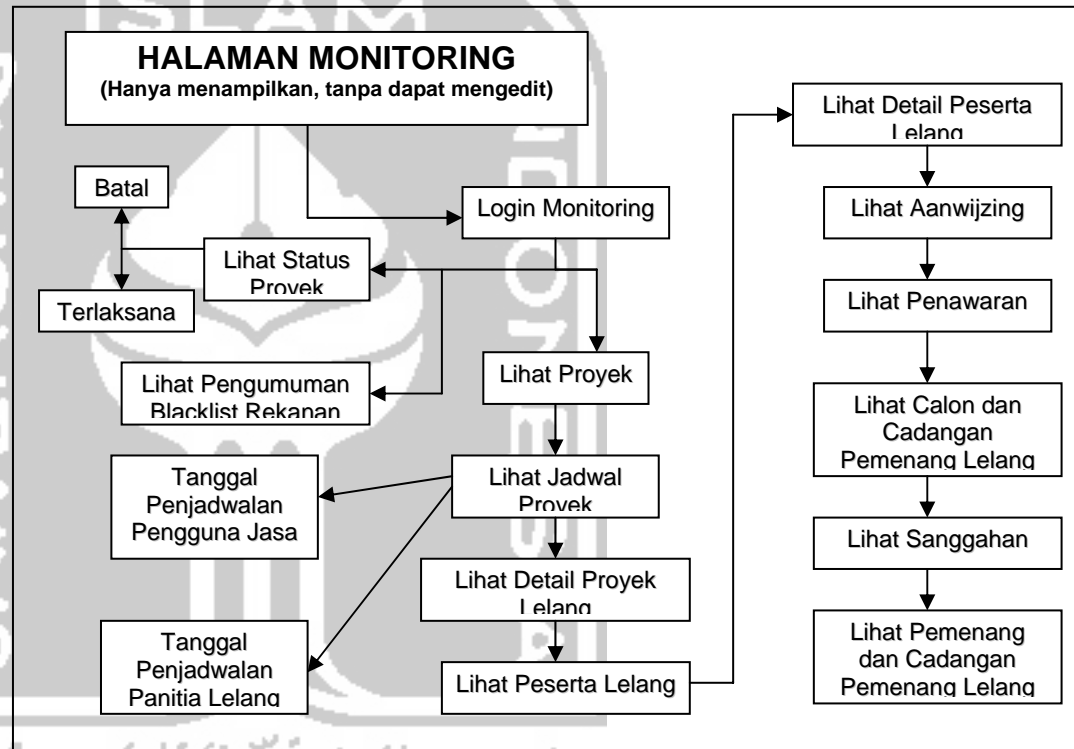 HALAMAN MONITORING
(Hanya menampilkan, tanpa dapat mengedit)
Batal
Login Monitoring
Lihat Status
Proyek
Terlaksana
Lihat Proyek
Lihat Pengumuman
Blacklist Rekanan
Lihat Jadwal
Proyek
Tanggal
Penjadwalan
Pengguna Jasa
Lihat Detail Proyek
Lelang
Tanggal
Penjadwalan
Panitia Lelang
Lihat Peserta Lelang
Lihat Detail Peserta
Lelang
Lihat Aanwijzing
Lihat Penawaran
Lihat Calon dan
Cadangan
Pemenang Lelang
Lihat Sanggahan
Lihat Pemenang
dan Cadangan
Pemenang Lelang
ISLAM